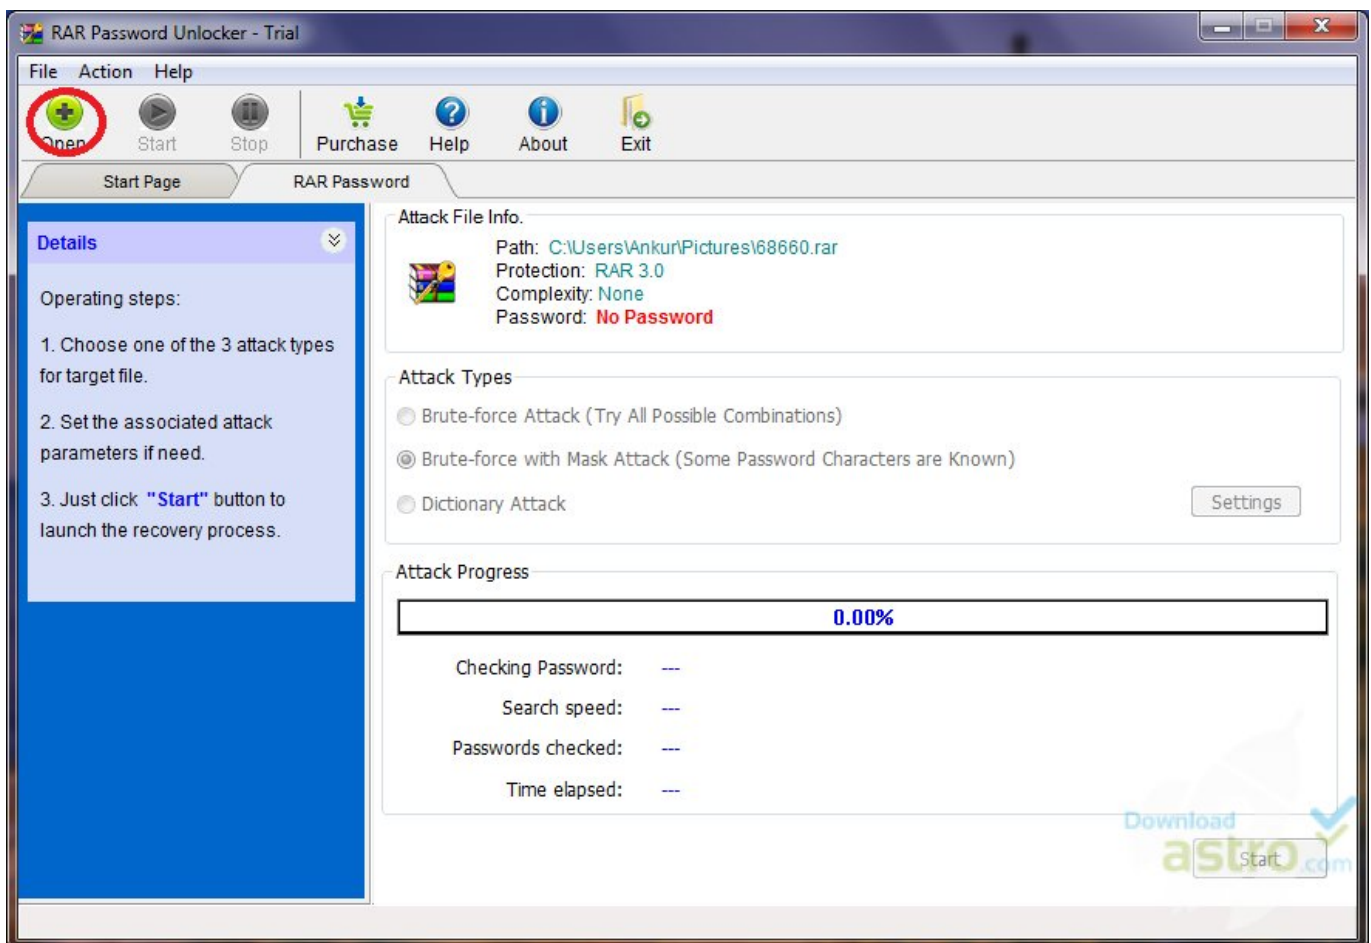 RAR Password Unlocker - Trial
File Action Help
Open Start Stop Purchase Help About Exit
Start Page RAR Password
Details
Operating steps:
1. Choose one of the 3 attack types
for target file.
2. Set the associated attack
parameters if need.
3. Just click "Start" button to
launch the recovery process.
Attack File Info.
Path: C:\Users\Ankur\Pictures\68660.rar
Protection: RAR 3.0
Complexity: None
Password: No Password
Attack Types
Brute-force Attack (Try All Possible Combinations)
Brute-force with Mask Attack (Some Password Characters are Known)
Dictionary Attack
Settings
Attack Progress
0.00%
Checking Password: ---
Search speed: ---
Passwords checked: ---
Time elapsed: ---
Download
astro.com
Start